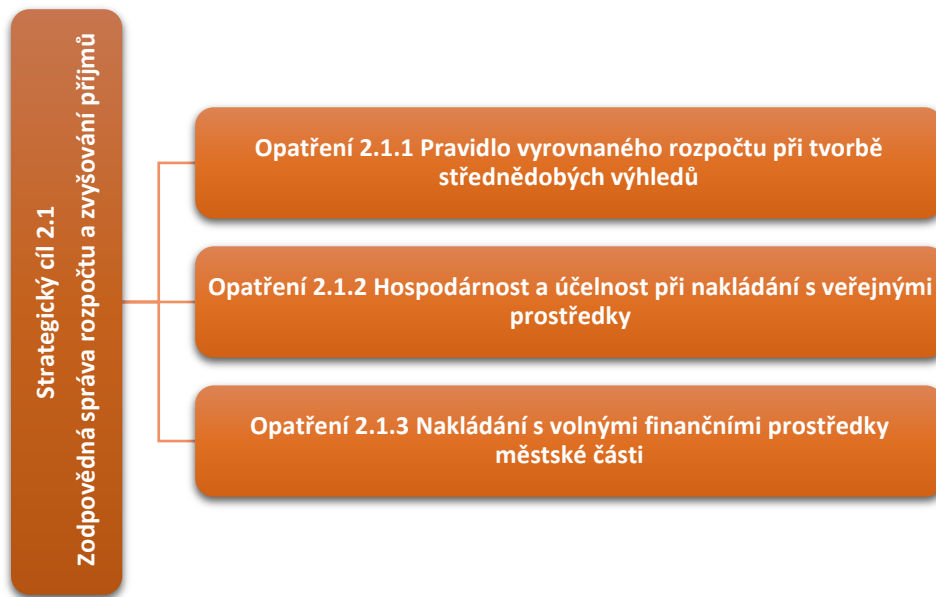 Strategický cíl 2.1
Zodpovědná správa rozpočtu a zvyšování příjmů
Opatření 2.1.1 Pravidlo vyrovnaného rozpočtu při tvorbě
střednědobých výhledů
Opatření 2.1.2 Hospodárnost a účelnost při nakládání s veřejnými
prostředky
Opatření 2.1.3 Nakládání s volnými finančními prostředky
městské části